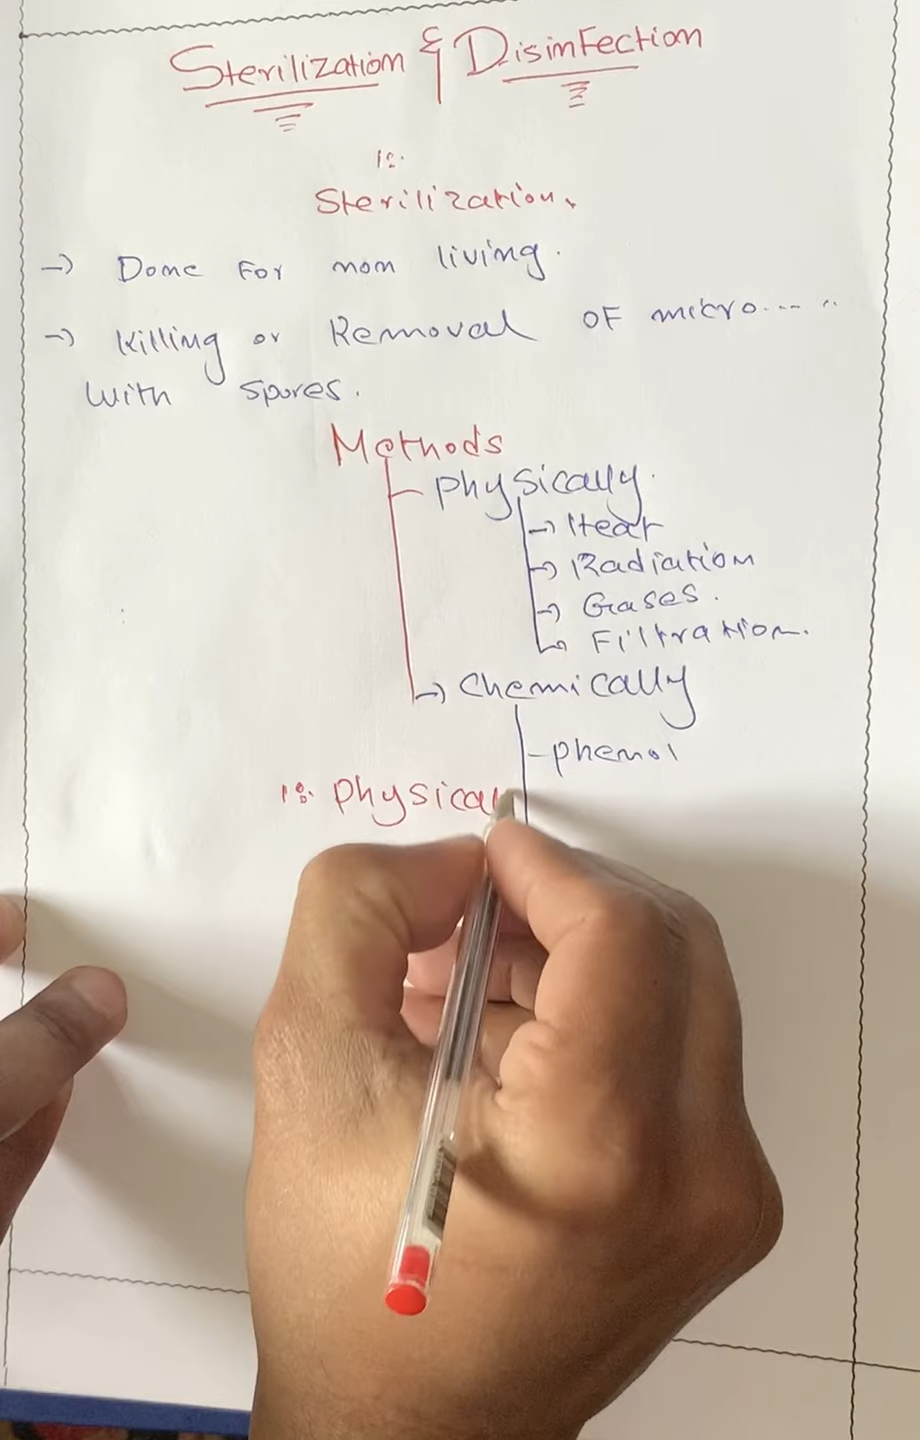 Sterilization & Disinfection
1:
Sterilization.
→ Done For non living.
→ Killing or Removal OF micro.... ..
With spores.
Methods
physically.
→ Heat
→ Radiation
→ Gases.
→ Filtration.
→ Chemically
- phenol
1: physical